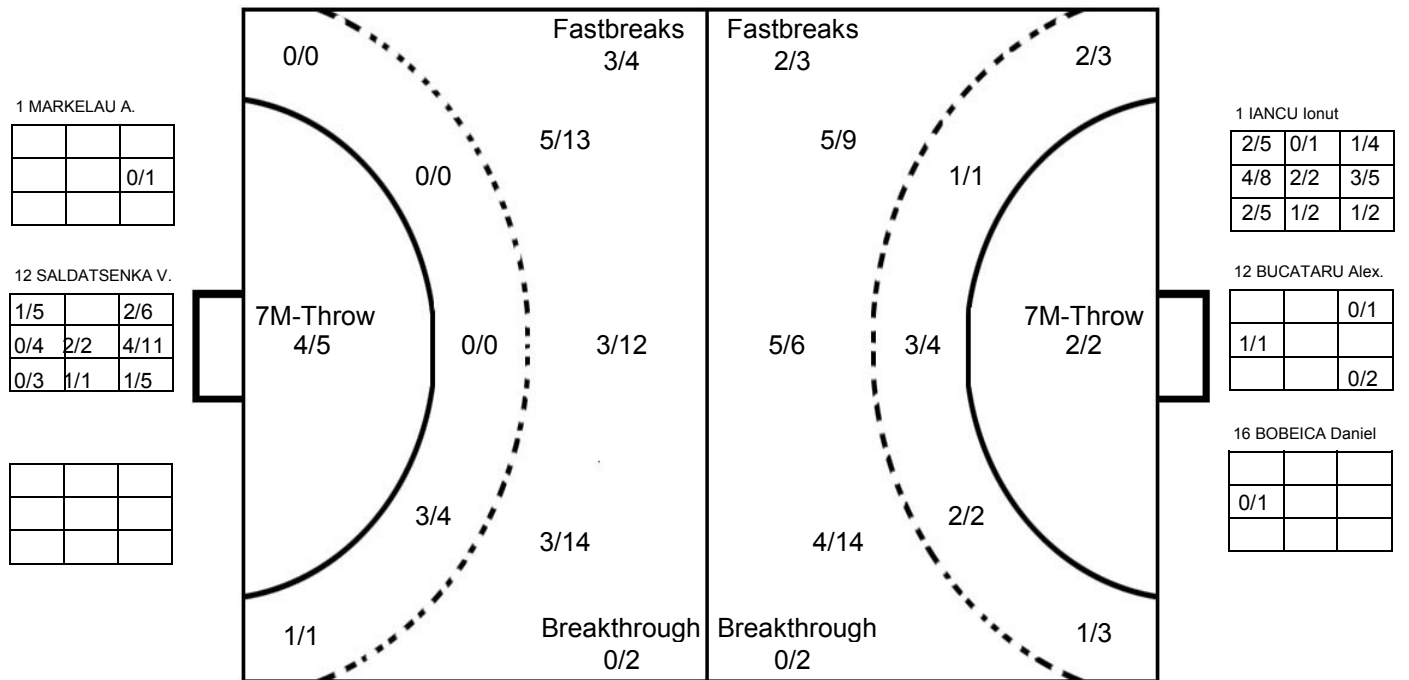 Fastbreaks Fastbreaks
0/0 3/4 2/3 2/3
1 MARKELAU A.
0/1
12 SALDATSENKA V.
1/5 2/6
0/4 2/2 4/11
0/3 1/1 1/5
5/13 5/9
0/0 1/1
7M-Throw 7M-Throw
4/5 0/0 3/12 5/6 3/4 2/2
3/4 2/2
3/14 4/14
Breakthrough Breakthrough
1/1 0/2 0/2 1/3
1 IANCU Ionut
2/5 0/1 1/4
4/8 2/2 3/5
2/5 1/2 1/2
12 BUCATARU Alex.
0/1
1/1
0/2
16 BOBEICA Daniel
0/1